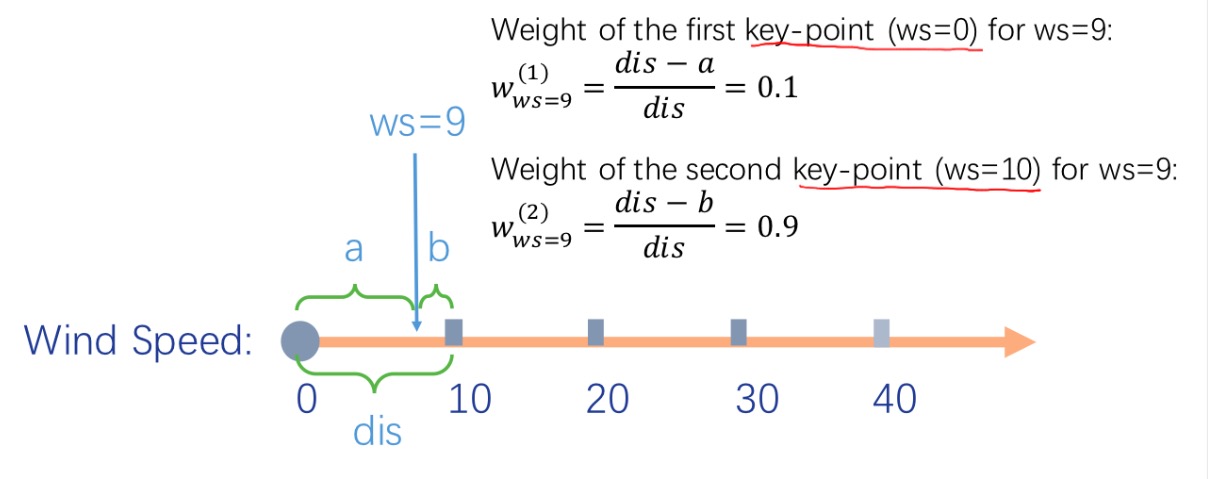 Weight of the first key-point (ws=0) for ws=9:
w_{ws=9}^{(1)} = \frac{dis − a}{dis} = 0.1
ws=9
Weight of the second key-point (ws=10) for ws=9:
w_{ws=9}^{(2)} = \frac{dis − b}{dis} = 0.9
a b
Wind Speed:
0 10 20 30 40
dis